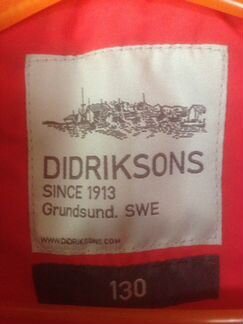 DIDRIKSONS
SINCE 1913
Grundsund. SWE
WWW.DIDRIKSONS.COM
130